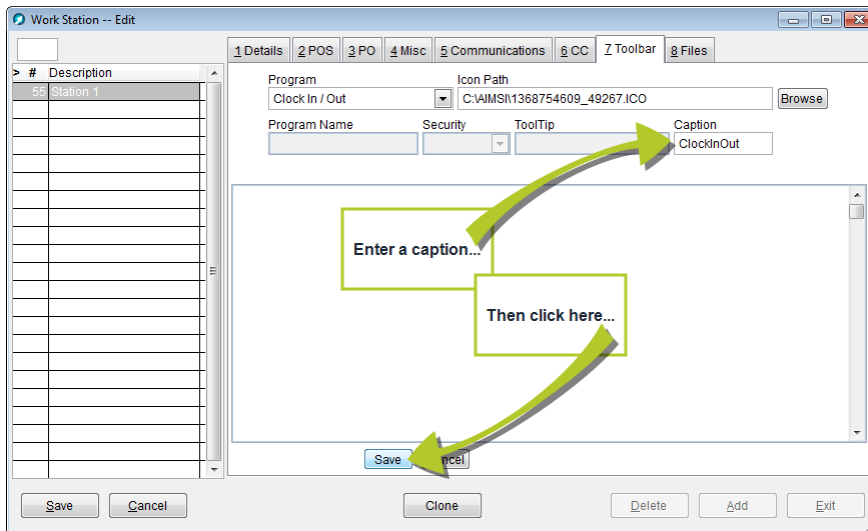 Work Station -- Edit
1 Details 2 POS 3 PO 4 Misc 5 Communications 6 CC 7 Toolbar 8 Files
> # Description
55 Station 1
Program Icon Path
Clock In / Out C:\AIMSI\1368754609_49267.ICO Browse
Program Name Security ToolTip Caption
ClockInOut
Enter a caption...
Then click here...
Save
Save Cancel Clone Delete Add Exit